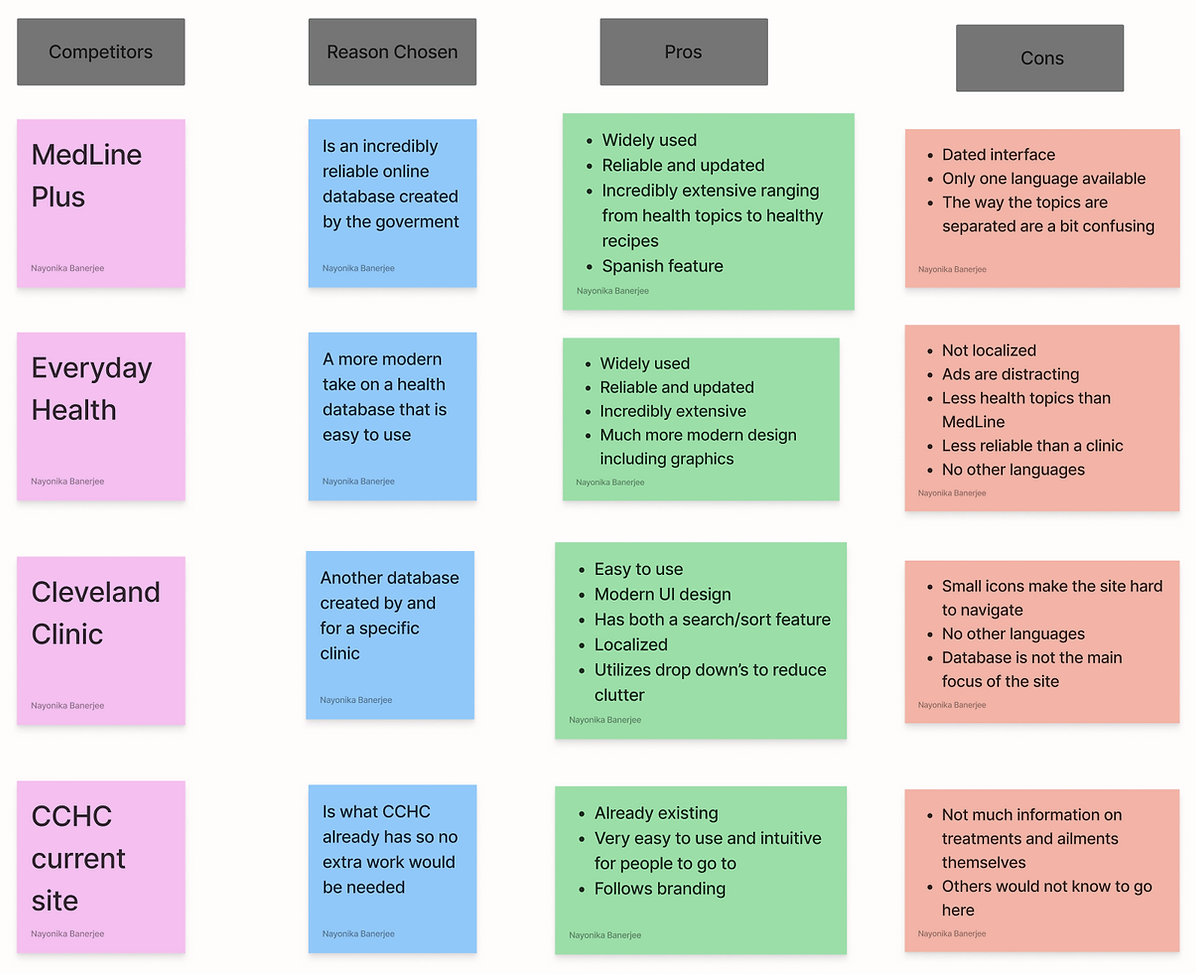 Competitors
Reason Chosen
Pros
Cons
MedLine
Plus
Nayonika Banerjee
Is an incredibly
reliable online
database created
by the goverment
Nayonika Banerjee
• Widely used
• Reliable and updated
• Incredibly extensive ranging
from health topics to healthy
recipes
• Spanish feature
Nayonika Banerjee
• Dated interface
• Only one language available
• The way the topics are
separated are a bit confusing
Nayonika Banerjee
Everyday
Health
Nayonika Banerjee
A more modern
take on a health
database that is
easy to use
Nayonika Banerjee
• Widely used
• Reliable and updated
• Incredibly extensive
• Much more modern design
including graphics
Nayonika Banerjee
• Not localized
• Ads are distracting
• Less health topics than
MedLine
• Less reliable than a clinic
• No other languages
Nayonika Banerjee
Cleveland
Clinic
Nayonika Banerjee
Another database
created by and
for a specific
clinic
Nayonika Banerjee
• Easy to use
• Modern UI design
• Has both a search/sort feature
• Localized
• Utilizes drop down’s to reduce
clutter
Nayonika Banerjee
• Small icons make the site hard
to navigate
• No other languages
• Database is not the main
focus of the site
Nayonika Banerjee
CCHC
current
site
Nayonika Banerjee
Is what CCHC
already has so no
extra work would
be needed
Nayonika Banerjee
• Already existing
• Very easy to use and intuitive
for people to go to
• Follows branding
Nayonika Banerjee
• Not much information on
treatments and ailments
themselves
• Others would not know to go
here
Nayonika Banerjee